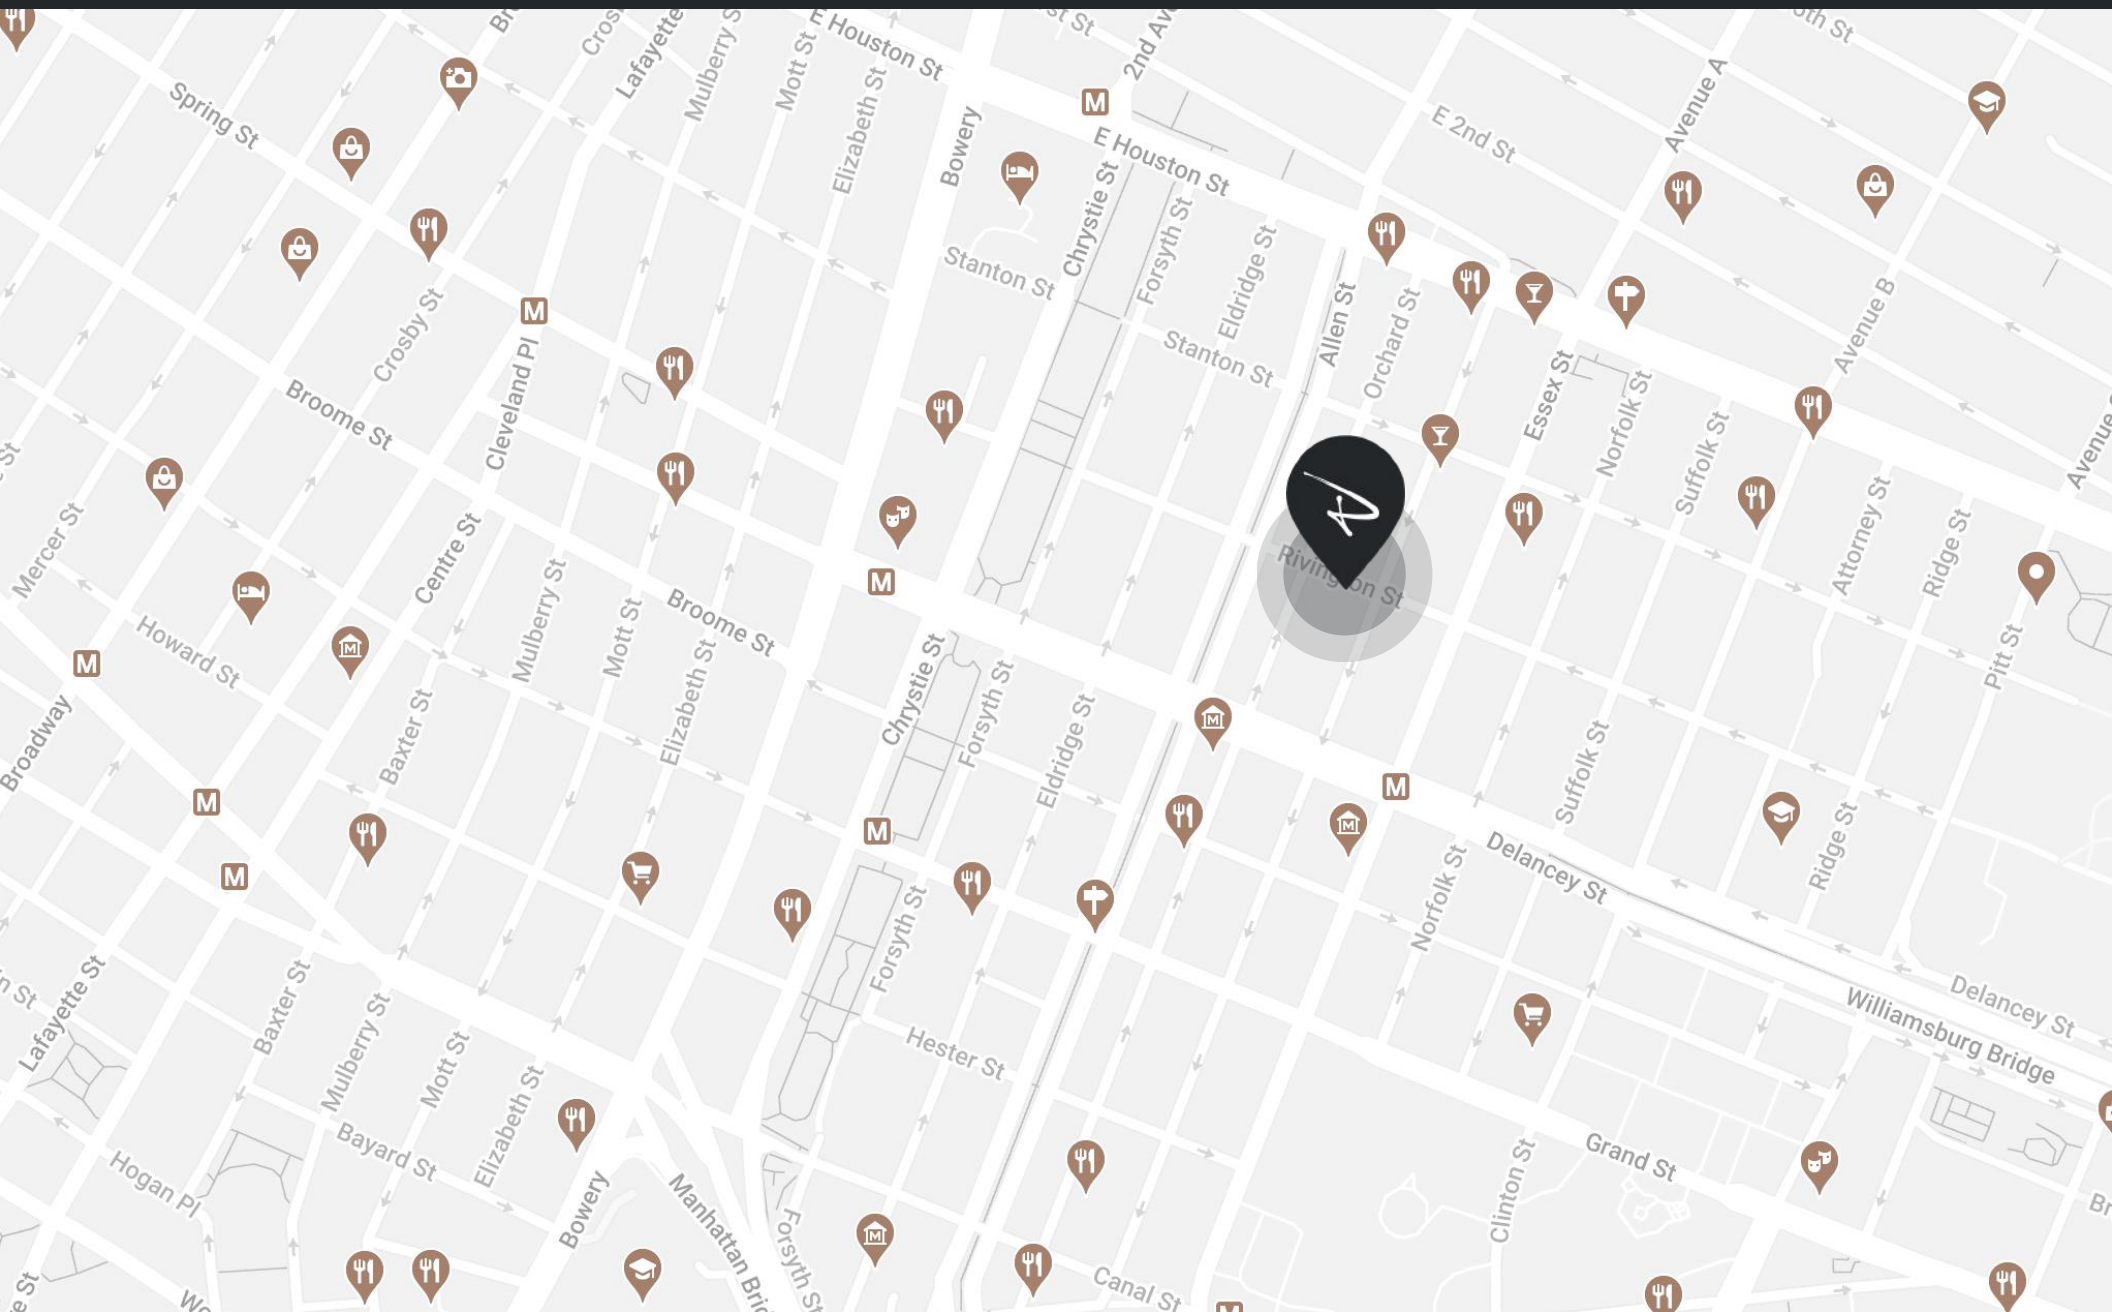 E Houston St
2nd Ave
Lafayette
Mulberry S
Mott St
Elizabeth St
Bowery
M
Avenue A
E 2nd St
Spring St
E Houston St
Chrystie St
Forsyth St
Eldridge St
Stanton St
Stanton St
Allen St
Orchard St
Essex St
Norfolk St
Suffolk St
Avenue B
Avenue
M
Crosby St
Cleveland Pl
Broome St
Centre St
Mercer St
Rivington St
Attorney St
Ridge St
Pitt St
M
Broome St
Mulberry St
Mott St
Elizabeth St
Howard St
M
Broadway
Baxter St
Chrystie St
Forsyth St
Eldridge St
M
M
M
M
M
Suffolk St
Ridge St
Delancey St
Norfolk St
Forsyth St
Lafayette St
Baxter St
Mulberry St
Mott St
Elizabeth St
Hester St
Delancey St
Williamsburg Bridge
Bayard St
Hogan Pl
Grand St
Clinton St
Bowery
Manhattan Bri
Forsyth St
M
M
Canal St
M